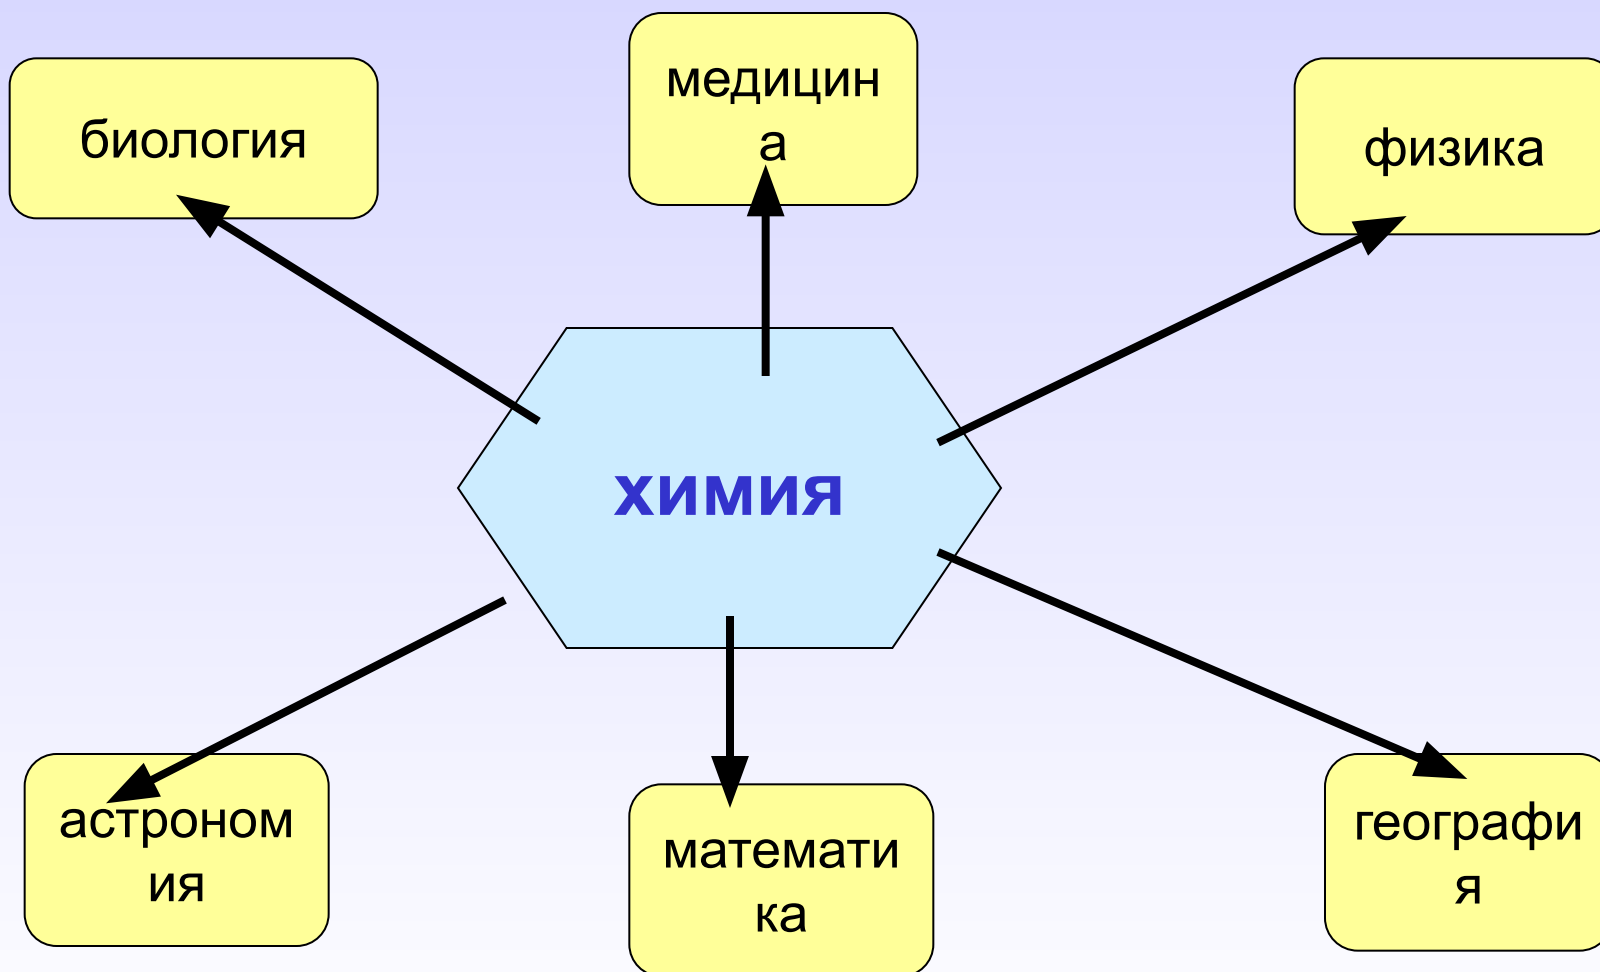 биология
медицин
а
физика
химия
астроном
ия
математи
ка
географи
я